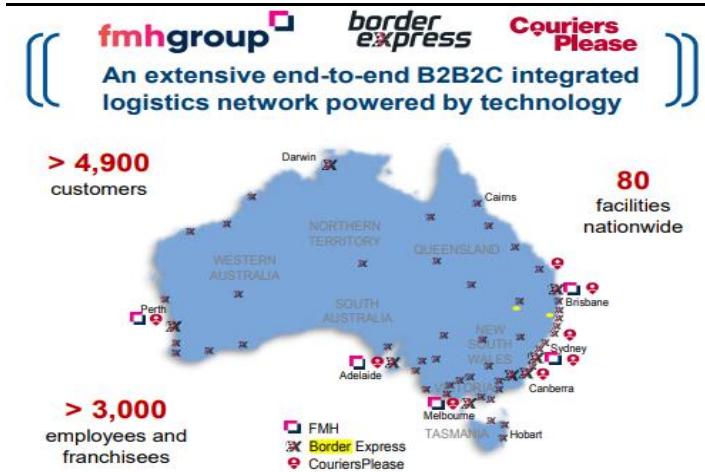 fmhgroup
border
express
Couriers
Please
An extensive end-to-end B2B2C integrated
logistics network powered by technology
> 4,900
customers
80
facilities
nationwide
Darwin
Cairns
NORTHERN
TERRITORY
QUEENSLAND
WESTERN
AUSTRALIA
SOUTH
AUSTRALIA
Brisbane
Perth
NEW
SOUTH
WALES
Sydney
Adelaide
Canberra
VICTORIA
Melbourne
TASMANIA
Hobart
> 3,000
employees and
franchisees
FMH
Border Express
CouriersPlease